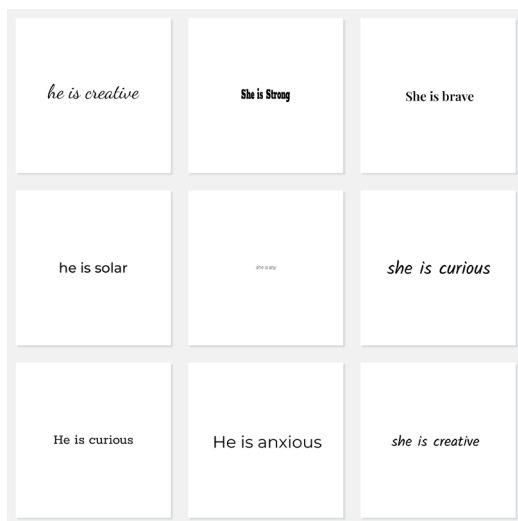 he is creative
She is Strong
She is brave
he is solar
she is curious
He is curious
He is anxious
she is creative